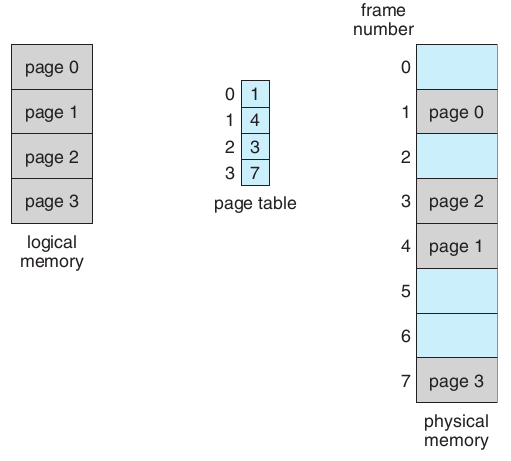 page 0
page 1
page 2
page 3
logical
memory
0 1
1 4
2 3
3 7
page table
frame
number
0
1 page 0
2
3 page 2
4 page 1
5
6
7 page 3
physical
memory